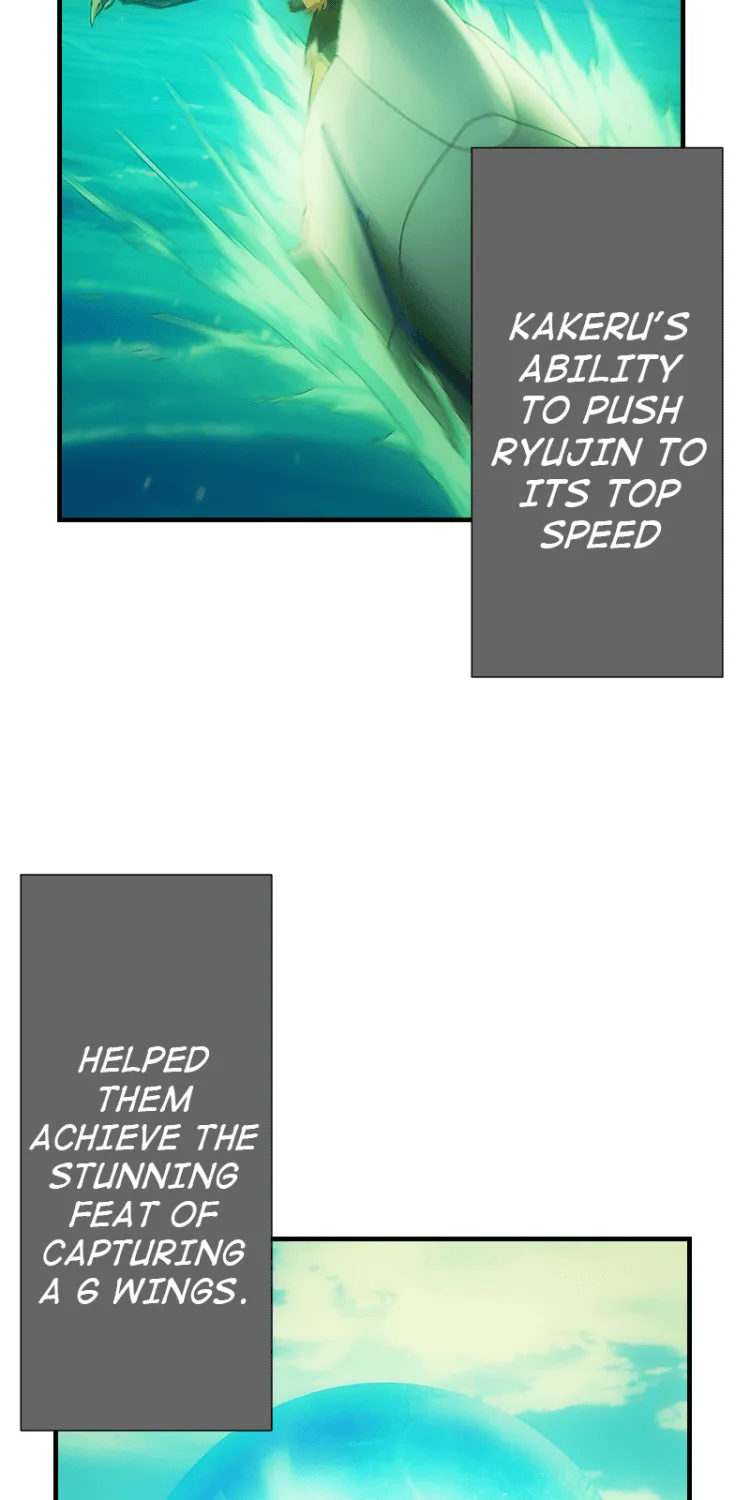 KAKERU'S
ABILITY
TO PUSH
RYUJIN TO
ITS TOP
SPEED
HELPED
THEM
ACHIEVE THE
STUNNING
FEAT OF
CAPTURING
A 6 WINGS.